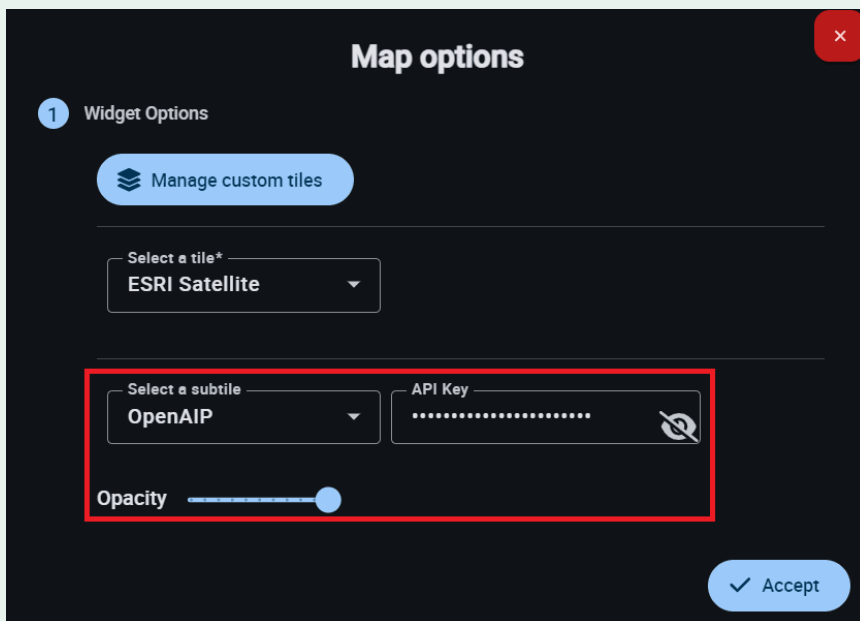 Map options
1 Widget Options
Manage custom tiles
Select a tile*
ESRI Satellite
Select a subtile
OpenAIP
API Key
•••••••••••••••••••••••
Opacity
Accept